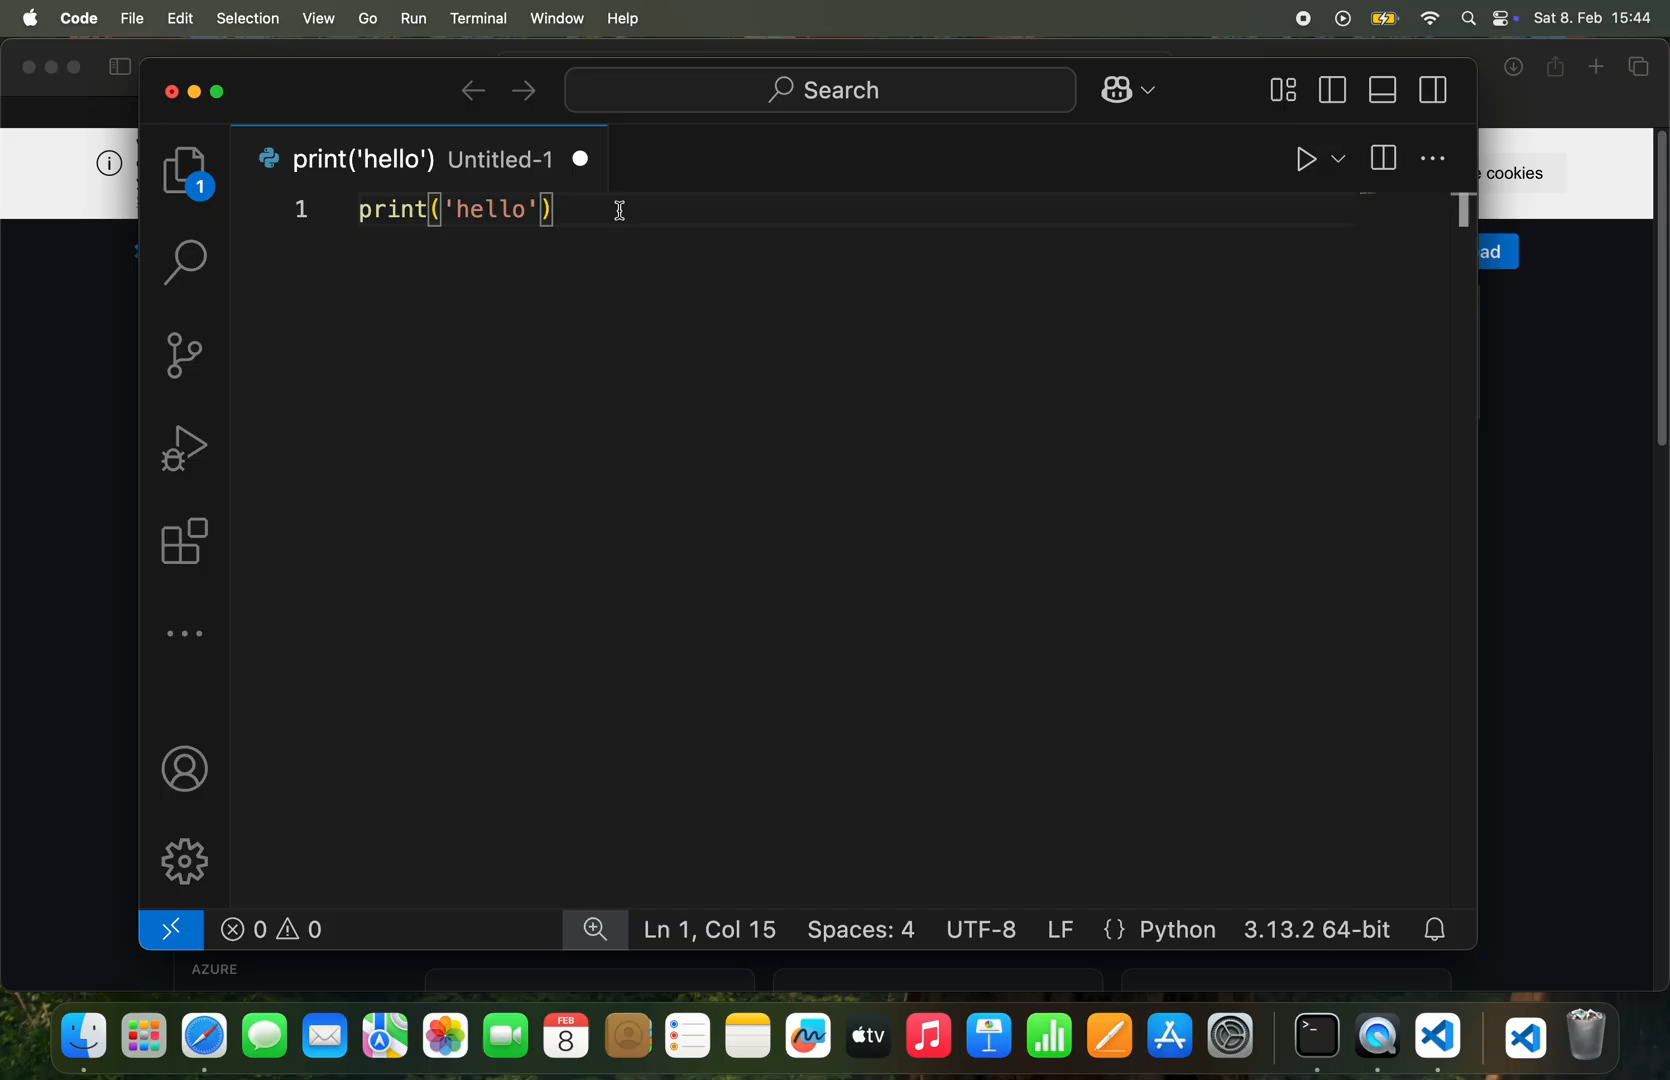 Code File Edit Selection View Go Run Terminal Window Help Sat 8. Feb 15:44
Search
print('hello') Untitled-1
cookies
1
1 print('hello')
ad
0 0 Ln 1, Col 15 Spaces: 4 UTF-8 LF {} Python 3.13.2 64-bit
AZURE
FEB
8
tv